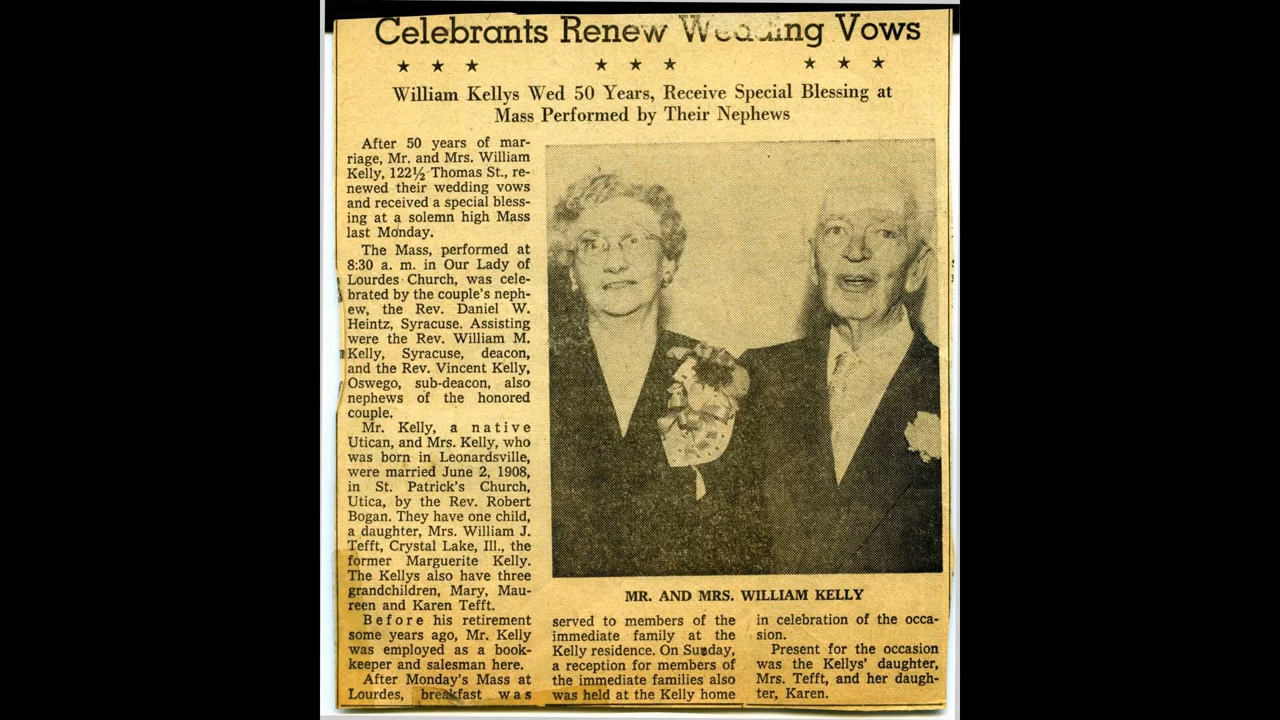 Celebrants Renew Wedding Vows
★ ★ ★ ★ ★ ★ ★ ★ ★
William Kellys Wed 50 Years, Receive Special Blessing at
Mass Performed by Their Nephews
After 50 years of mar-
riage, Mr. and Mrs. William
Kelly, 122½ Thomas St., re-
newed their wedding vows
and received a special bless-
ing at a solemn high Mass
last Monday.
The Mass, performed at
8:30 a. m. in Our Lady of
Lourdes Church, was cele-
brated by the couple's neph-
ew, the Rev. Daniel W.
Heintz, Syracuse. Assisting
were the Rev. William M.
Kelly, Syracuse, deacon,
and the Rev. Vincent Kelly,
Oswego, sub-deacon, also
nephews of the honored
couple.
Mr. Kelly, a native
Utican, and Mrs. Kelly, who
was born in Leonardsville,
were married June 2, 1908,
in St. Patrick's Church,
Utica, by the Rev. Robert
Bogan. They have one child,
a daughter, Mrs. William J.
Tefft, Crystal Lake, Ill., the
former Marguerite Kelly.
The Kellys also have three
grandchildren, Mary, Mau-
reen and Karen Tefft.
Before his retirement
some years ago, Mr. Kelly
was employed as a book-
keeper and salesman here.
After Monday's Mass at
Lourdes, breakfast was
MR. AND MRS. WILLIAM KELLY
served to members of the
immediate family at the
Kelly residence. On Sunday,
a reception for members of
the immediate families also
was held at the Kelly home
in celebration of the occa-
sion.
Present for the occasion
was the Kellys' daughter,
Mrs. Tefft, and her daugh-
ter, Karen.